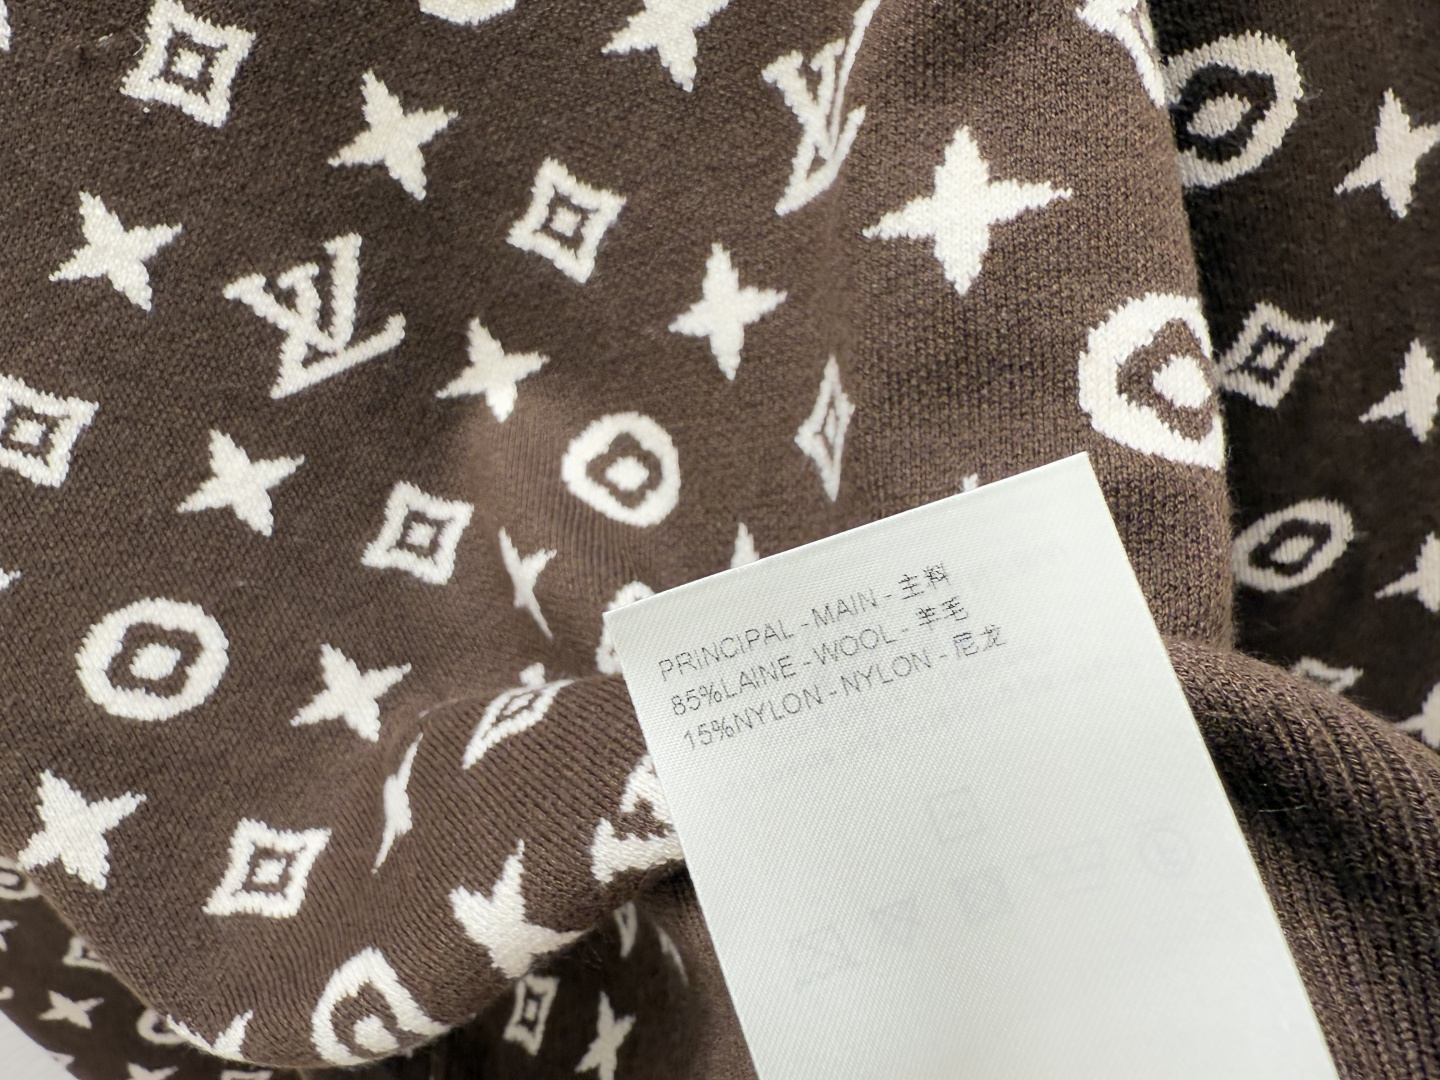 PRINCIPAL - MAIN - 主料
85%LAINE - WOOL - 羊毛
15%NYLON - NYLON - 尼龙